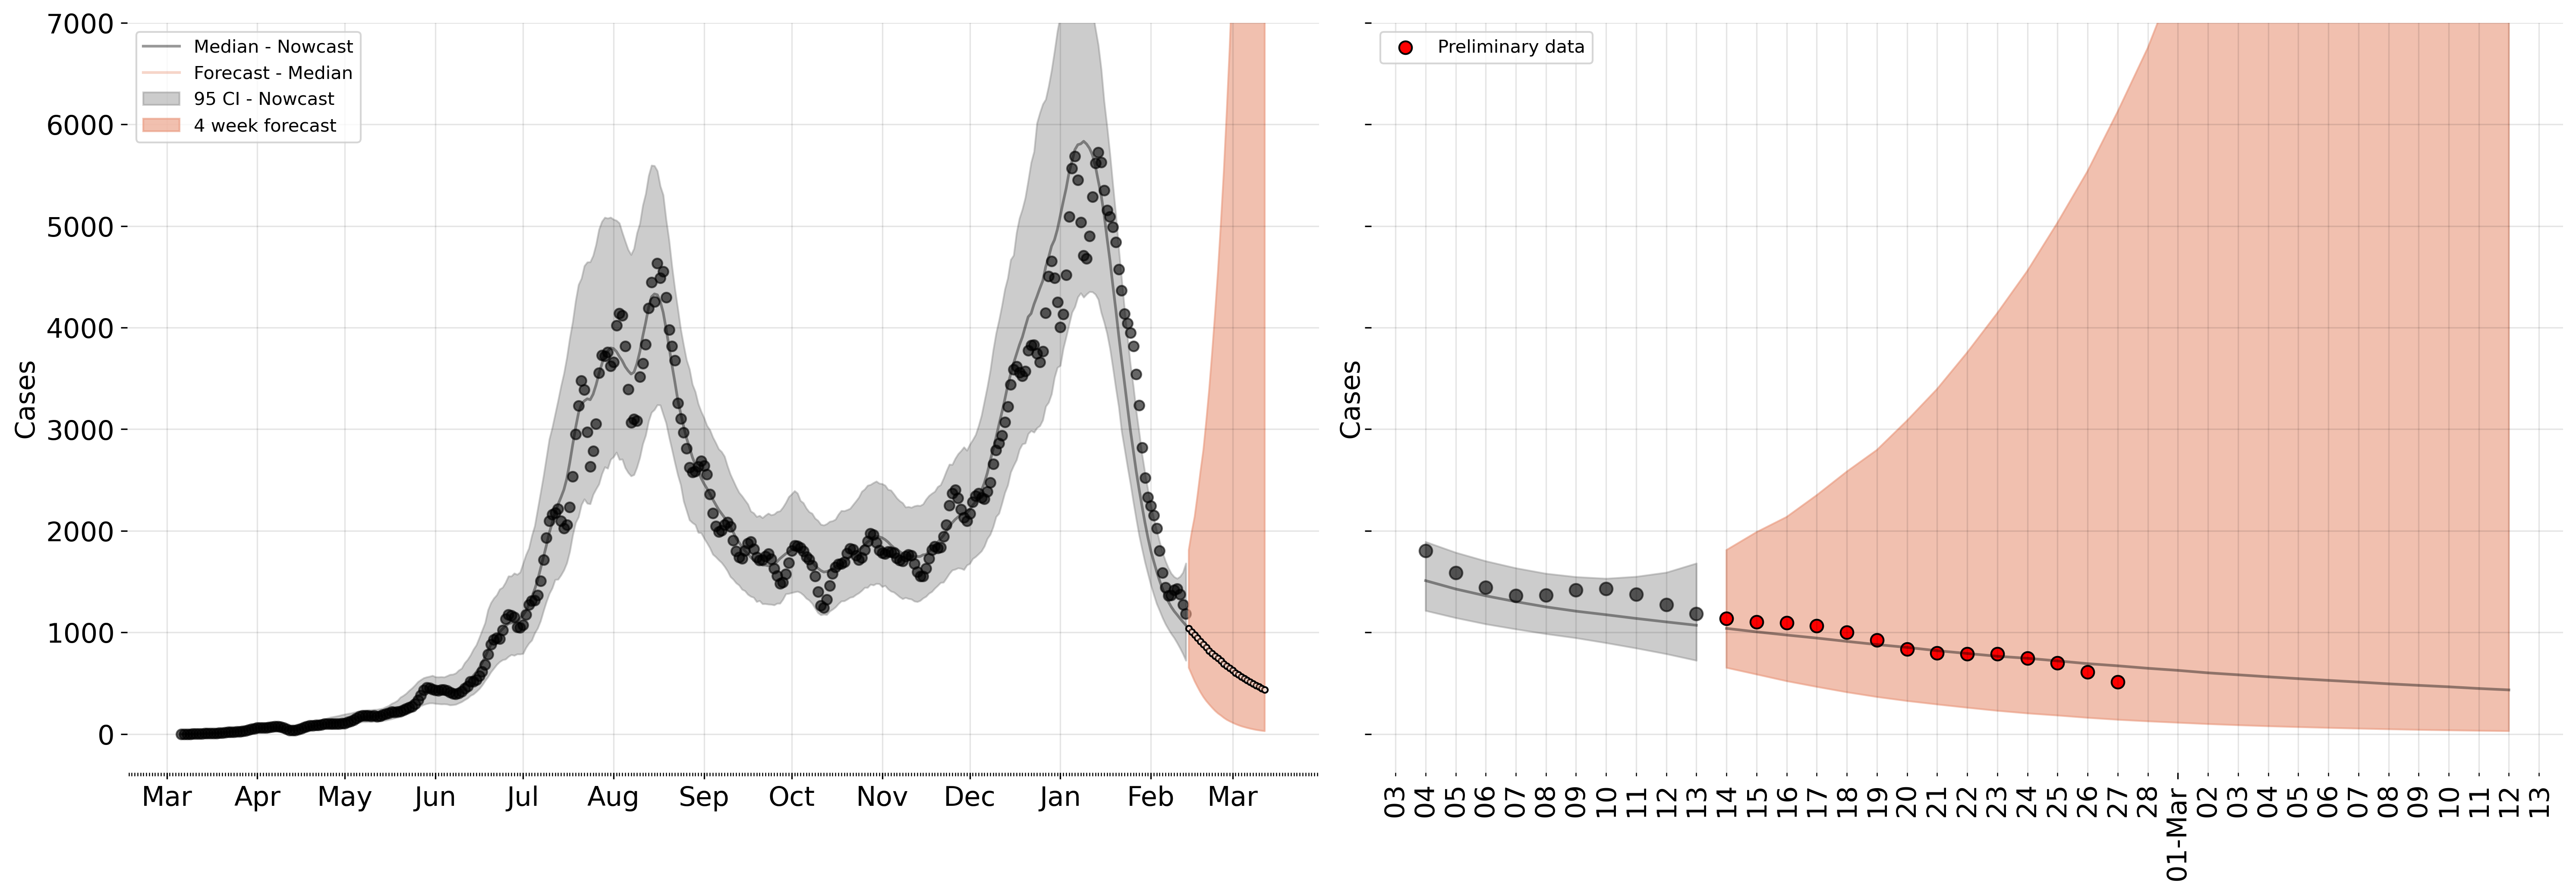 7000
6000
5000
4000
3000
2000
1000
0
Cases
Median - Nowcast
Forecast - Median
95 CI - Nowcast
4 week forecast
Mar Apr May Jun Jul Aug Sep Oct Nov Dec Jan Feb Mar
Cases
Preliminary data
03 04 05 06 07 08 09 10 11 12 13 14 15 16 17 18 19 20 21 22 23 24 25 26 27 28 01-Mar 02 03 04 05 06 07 08 09 10 11 12 13